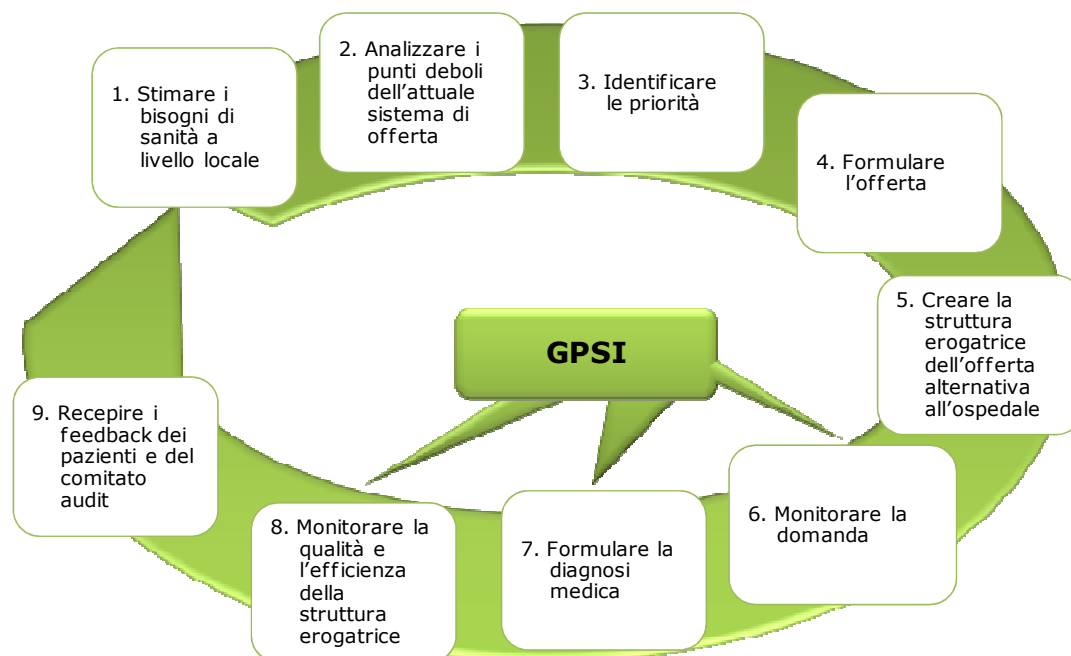 1. Stimare i
bisogni di
sanità a
livello locale
2. Analizzare i
punti deboli
dell'attuale
sistema di
offerta
3. Identificare
le priorità
4. Formulare
l'offerta
5. Creare la
struttura
erogatrice
dell'offerta
alternativa
all'ospedale
GPSI
6. Monitorare la
domanda
7. Formulare la
diagnosi
medica
8. Monitorare la
qualità e
l'efficienza
della
struttura
erogatrice
9. Recepire i
feedback dei
pazienti e del
comitato
audit